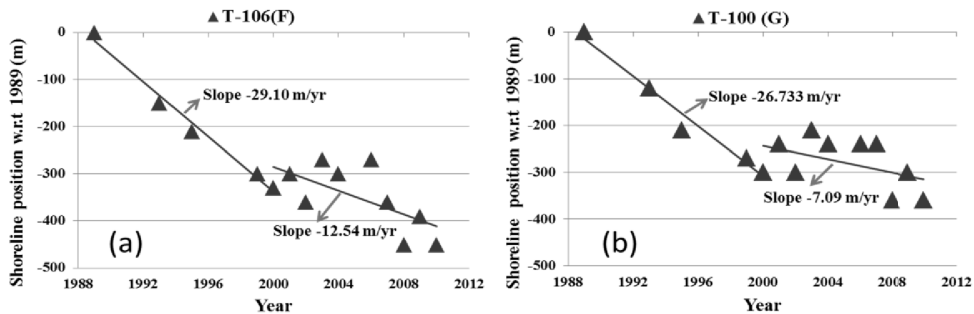 ▲ T-106(F)
Shoreline position w.r.t 1989 (m)
0
-100
-200
-300
-400
-500
Slope -29.10 m/yr
Slope -12.54 m/yr
(a)
1988 1992 1996 2000 2004 2008 2012
Year
▲ T-100 (G)
Shoreline position w.r.t 1989 (m)
0
-100
-200
-300
-400
-500
Slope -26.733 m/yr
Slope -7.09 m/yr
(b)
1988 1992 1996 2000 2004 2008 2012
Year